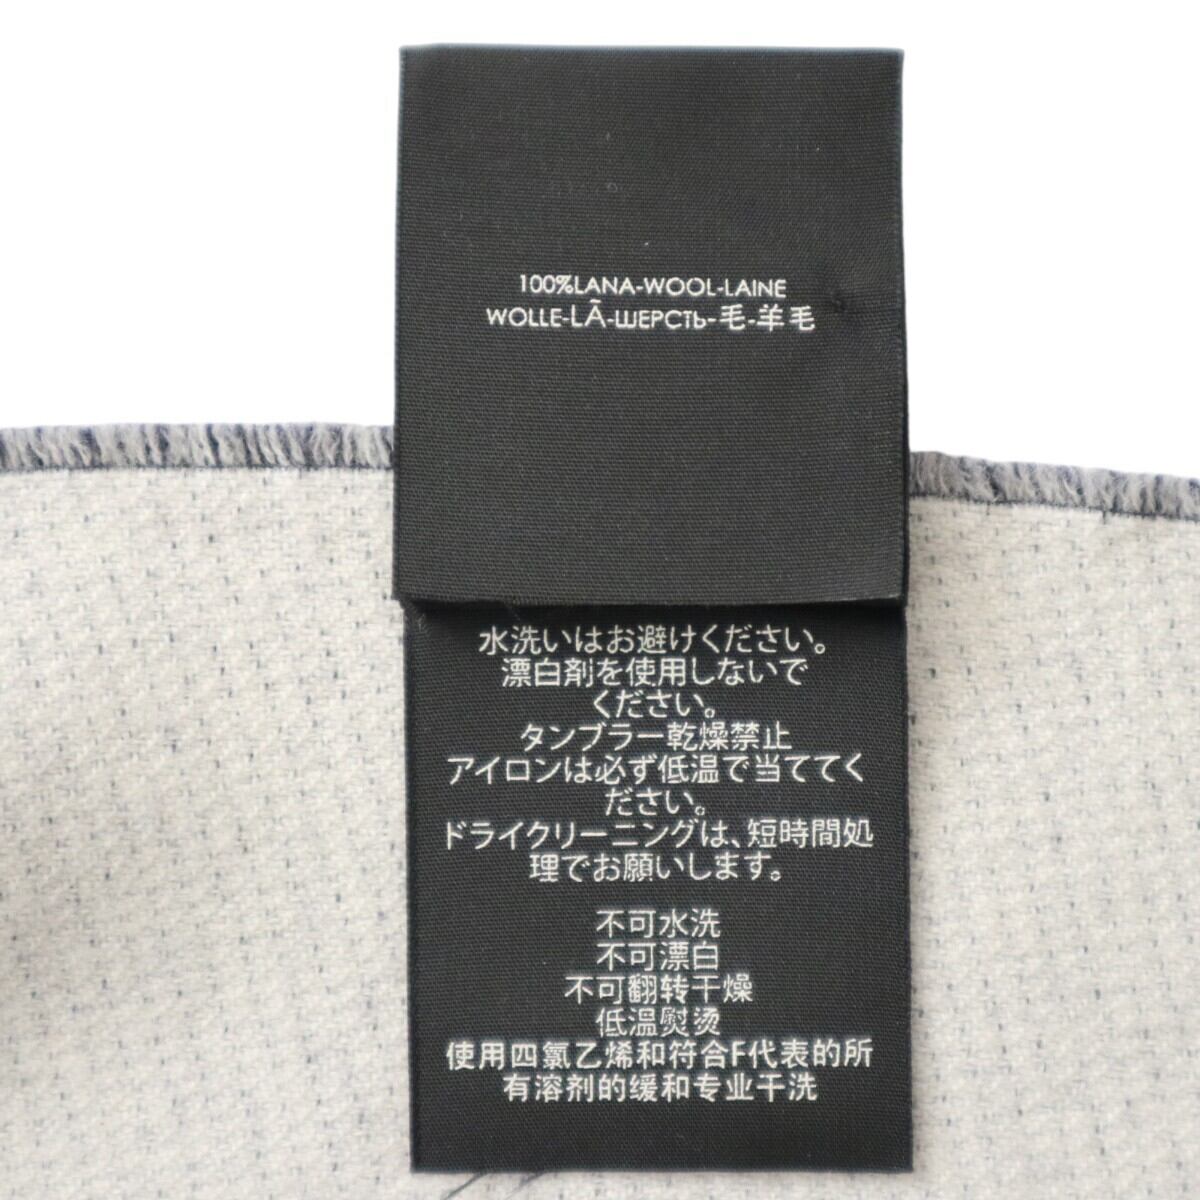 100%LANA-WOOL-LAINE
WOLLE-LÃ-ШЕРСТЬ-毛-羊毛
水洗いはお避けください。
漂白剤を使用しないで
ください。
タンブラー乾燥禁止
アイロンは必ず低温で当ててく
ださい。
ドライクリーニングは、短時間処
理でお願いします。
不可水洗
不可漂白
不可翻转干燥
低温熨烫
使用四氯乙烯和符合F代表的所
有溶剂的缓和专业干洗